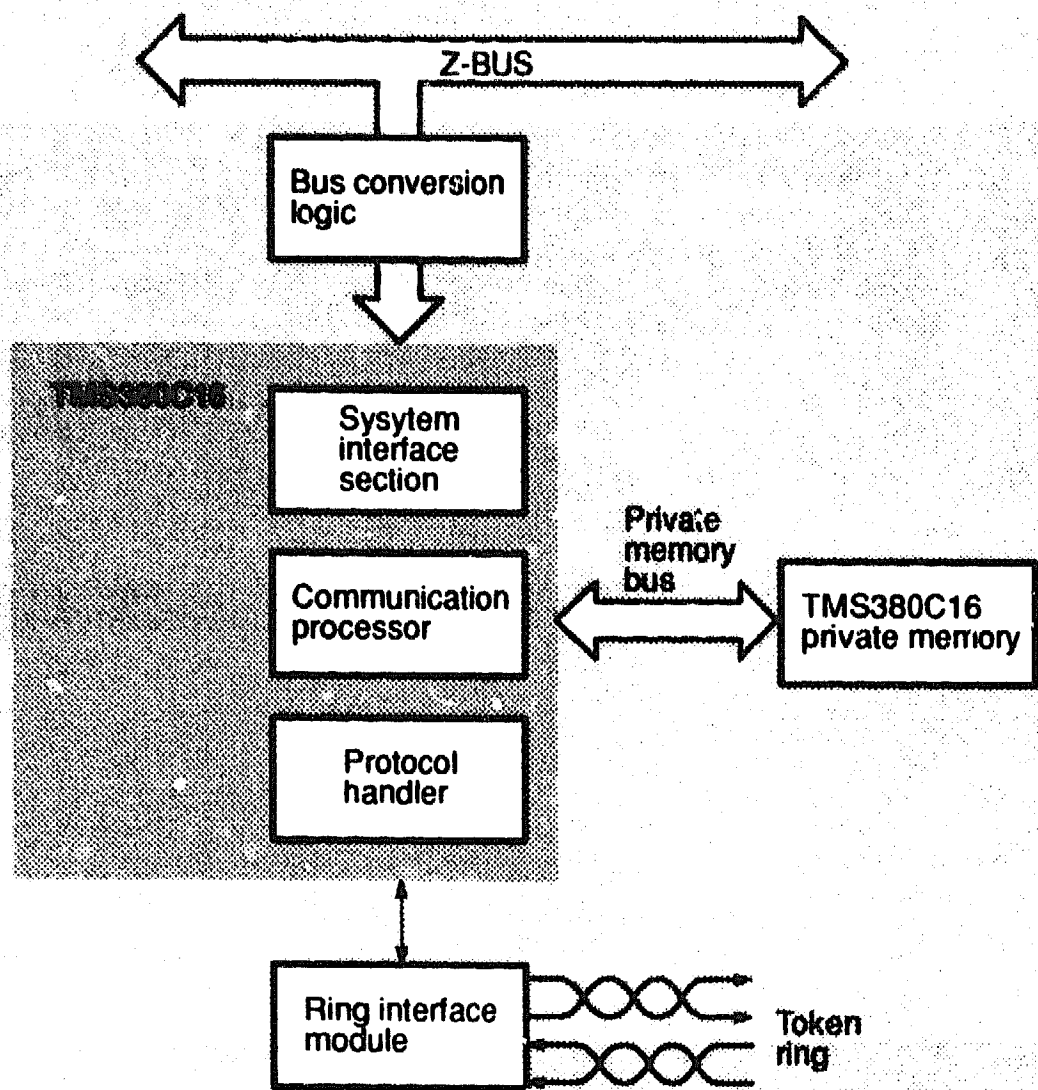 Z-BUS
Bus conversion
logic
TMS380C16
Sysytem
interface
section
Private
memory
bus
Communication
processor
TMS380C16
private memory
Protocol
handler
Ring interface
module
Token
ring